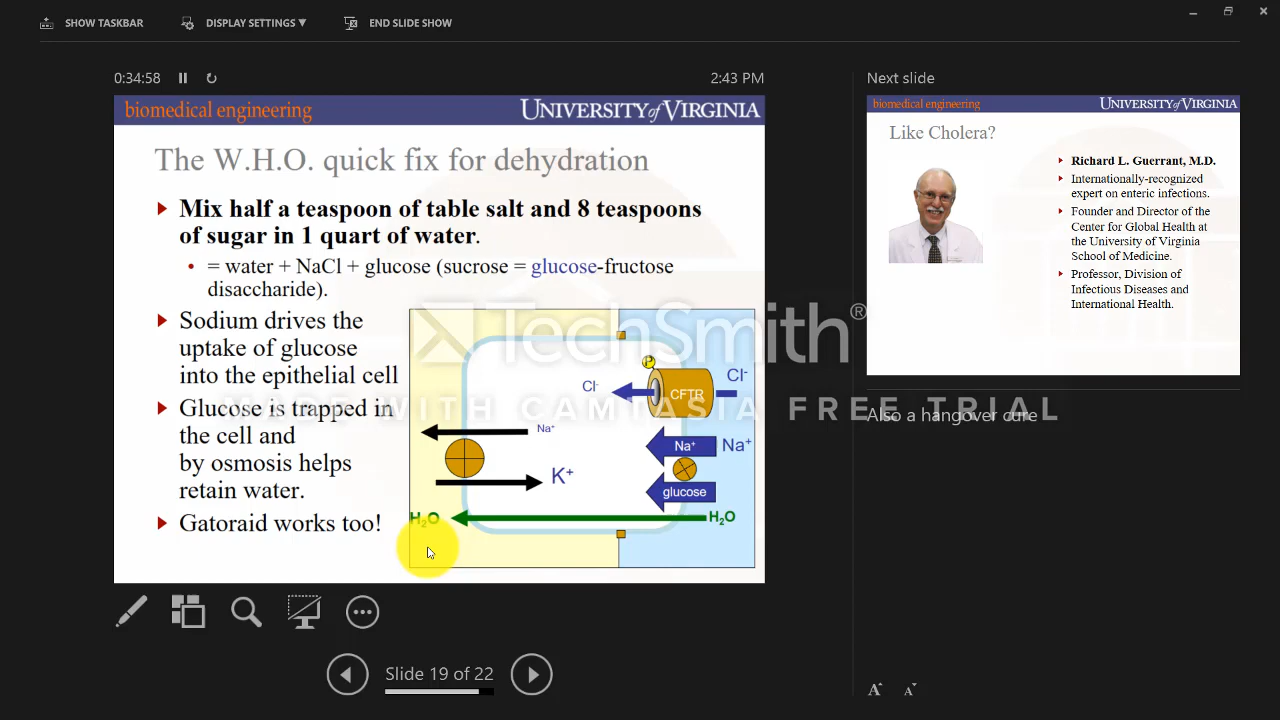 SHOW TASKBAR DISPLAY SETTINGS ▼ END SLIDE SHOW
0:34:58 2:43 PM
biomedical engineering UNIVERSITY of VIRGINIA
The W.H.O. quick fix for dehydration
Mix half a teaspoon of table salt and 8 teaspoons
of sugar in 1 quart of water.
= water + NaCl + glucose (sucrose = glucose-fructose
disaccharide).
Sodium drives the
uptake of glucose
into the epithelial cell
Glucose is trapped in
the cell and
by osmosis helps
retain water.
Gatoraid works too!
P
Cl-
CFTR
Cl-
Na+
Na+
Na+
K+
glucose
H2O
H2O
TechSmith®
MADE WITH CAMTASIA FREE TRIAL
Slide 19 of 22
Next slide
biomedical engineering UNIVERSITY of VIRGINIA
Like Cholera?
Richard L. Guerrant, M.D.
Internationally-recognized
expert on enteric infections.
Founder and Director of the
Center for Global Health at
the University of Virginia
School of Medicine.
Professor, Division of
Infectious Diseases and
International Health.
Also a hangover cure
A A